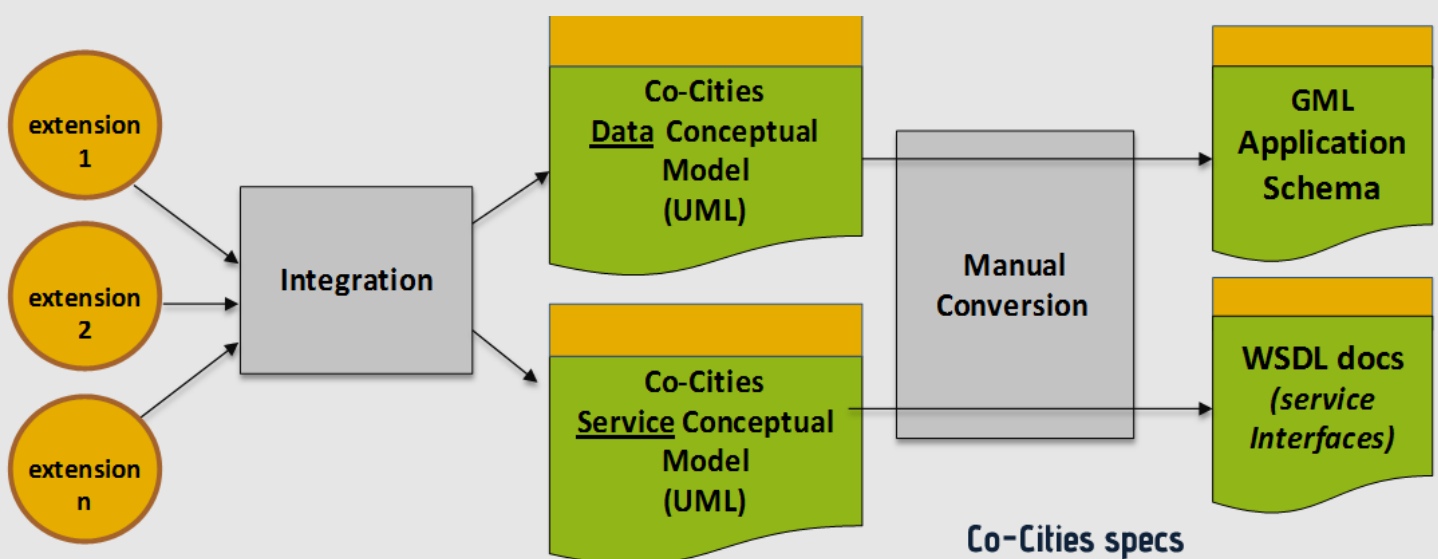 extension
1
extension
2
extension
n
Integration
Co-Cities
Data Conceptual
Model
(UML)
Co-Cities
Service Conceptual
Model
(UML)
Manual
Conversion
GML
Application
Schema
WSDL docs
(service
Interfaces)
Co-Cities specs